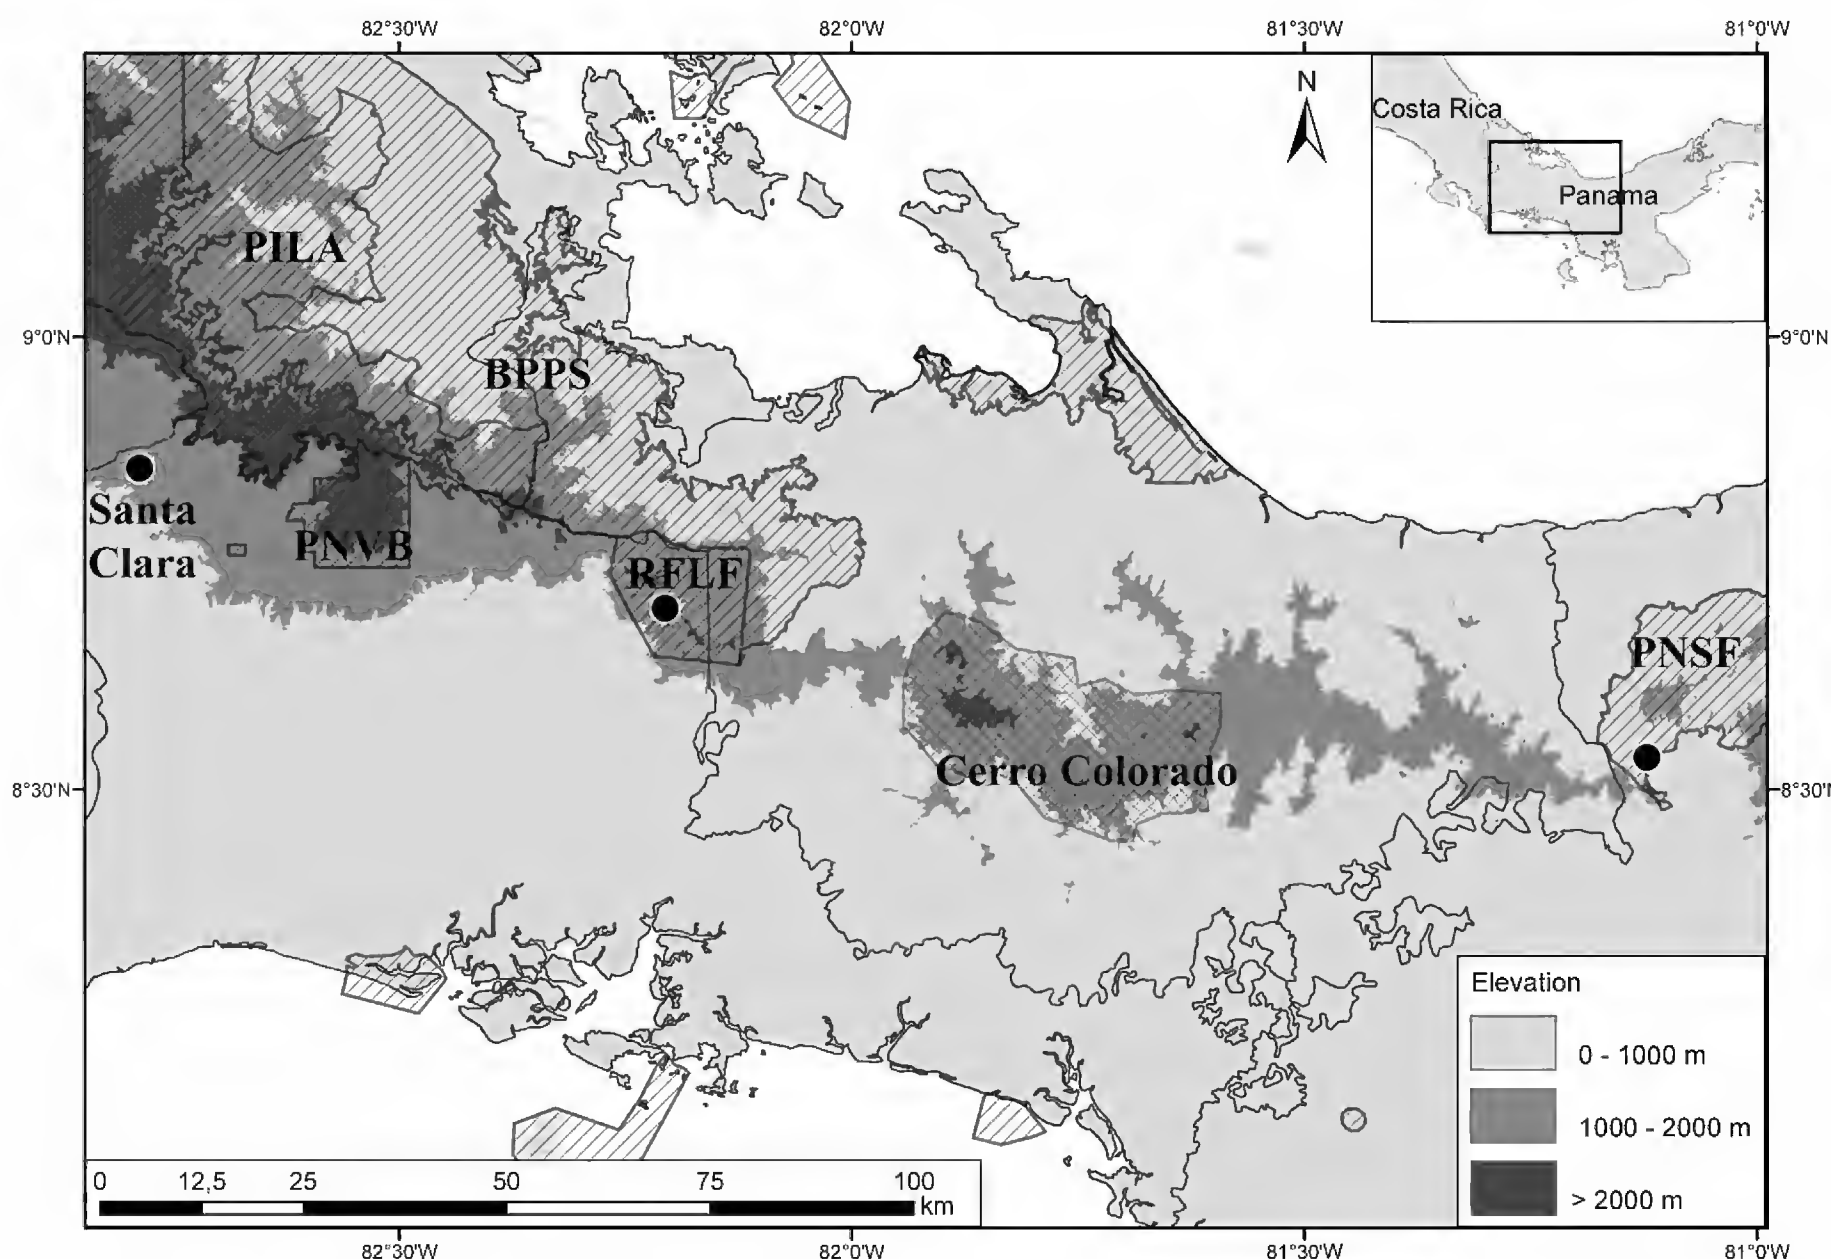 82°30'W 82°0'W 81°30'W 81°0'W
N
Costa Rica
Panama
PILA
9°0'N 9°0'N
BPPS
Santa
Clara
PNVB
RFLF
PNSF
Cerro Colorado
8°30'N 8°30'N
Elevation
0 - 1000 m
1000 - 2000 m
> 2000 m
0 12,5 25 50 75 100
km
82°30'W 82°0'W 81°30'W 81°0'W